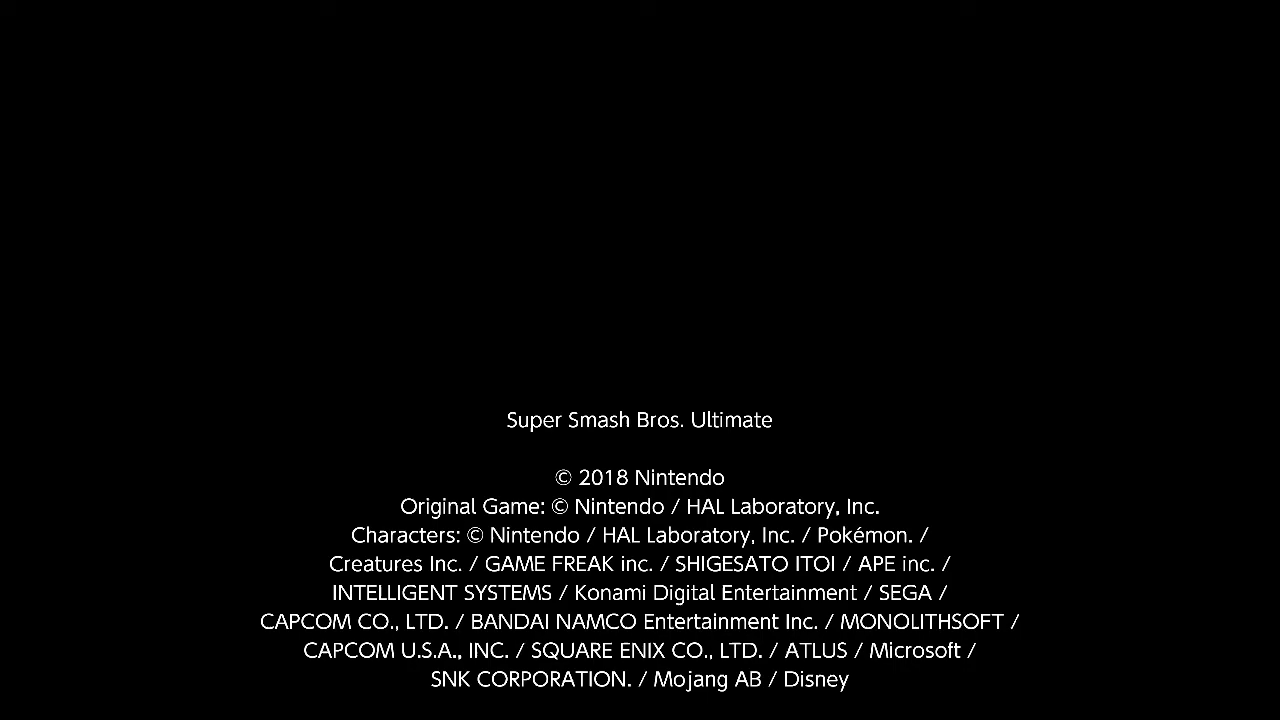 Super Smash Bros. Ultimate
© 2018 Nintendo
Original Game: © Nintendo / HAL Laboratory, Inc.
Characters: © Nintendo / HAL Laboratory, Inc. / Pokémon. /
Creatures Inc. / GAME FREAK inc. / SHIGESATO ITOI / APE inc. /
INTELLIGENT SYSTEMS / Konami Digital Entertainment / SEGA /
CAPCOM CO., LTD. / BANDAI NAMCO Entertainment Inc. / MONOLITHSOFT /
CAPCOM U.S.A., INC. / SQUARE ENIX CO., LTD. / ATLUS / Microsoft /
SNK CORPORATION. / Mojang AB / Disney